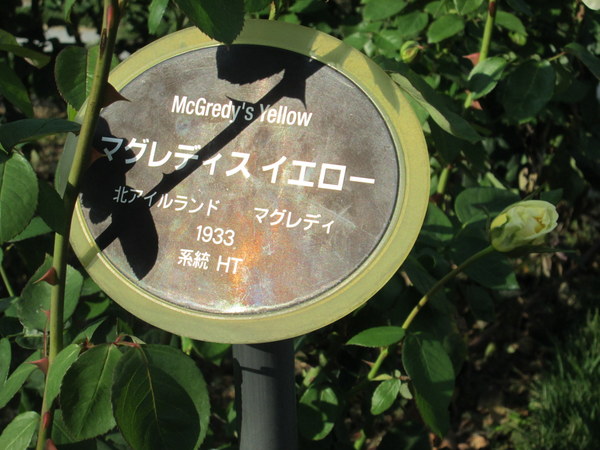 McGredy's Yellow
マグレディス イエロー
北アイルランド マグレディ
1933
系統 HT